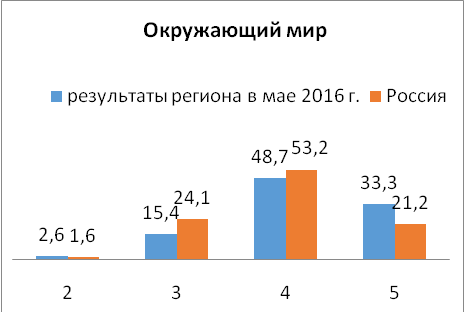 Окружающий мир
результаты региона в мае 2016 г. Россия
2,6 1,6 15,4 24,1 48,7 53,2 33,3 21,2
2 3 4 5